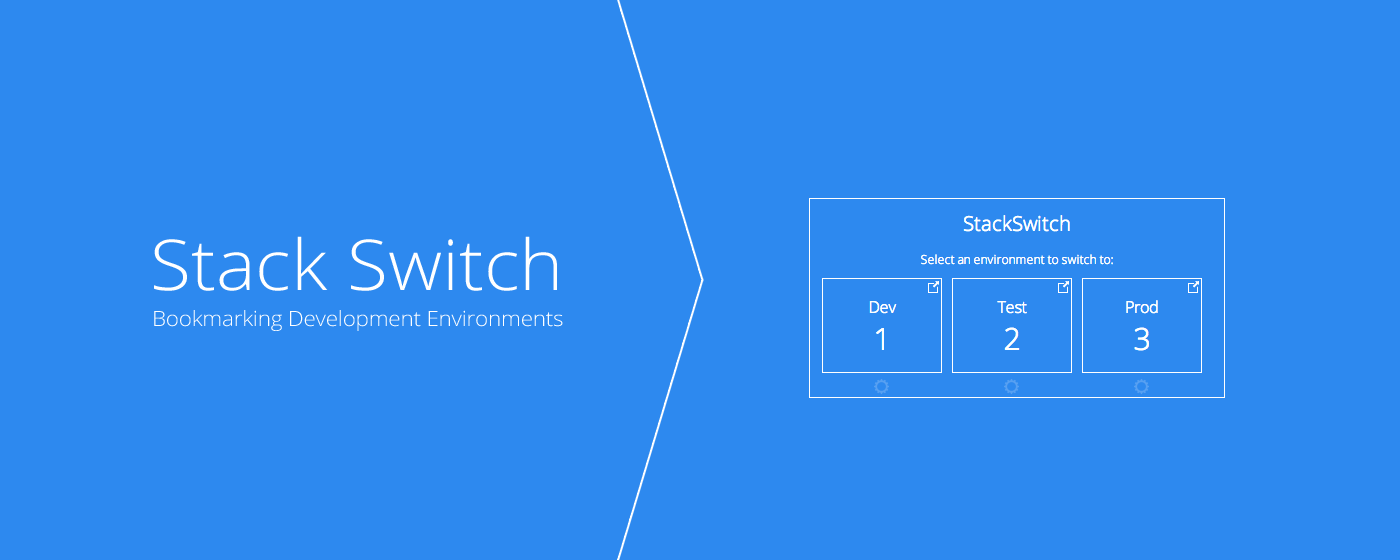 Stack Switch
Bookmarking Development Environments
StackSwitch
Select an environment to switch to:
Dev
1
Test
2
Prod
3